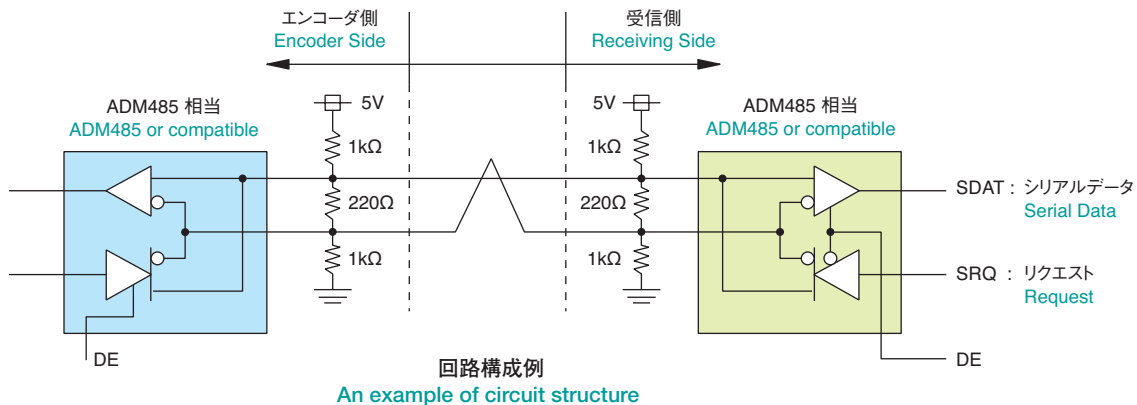 エンコーダ側
Encoder Side
受信側
Receiving Side
ADM485 相当
ADM485 or compatible
5V
1kΩ
220Ω
1kΩ
DE
5V
1kΩ
220Ω
1kΩ
ADM485 相当
ADM485 or compatible
SDAT : シリアルデータ
Serial Data
SRQ : リクエスト
Request
DE
回路構成例
An example of circuit structure